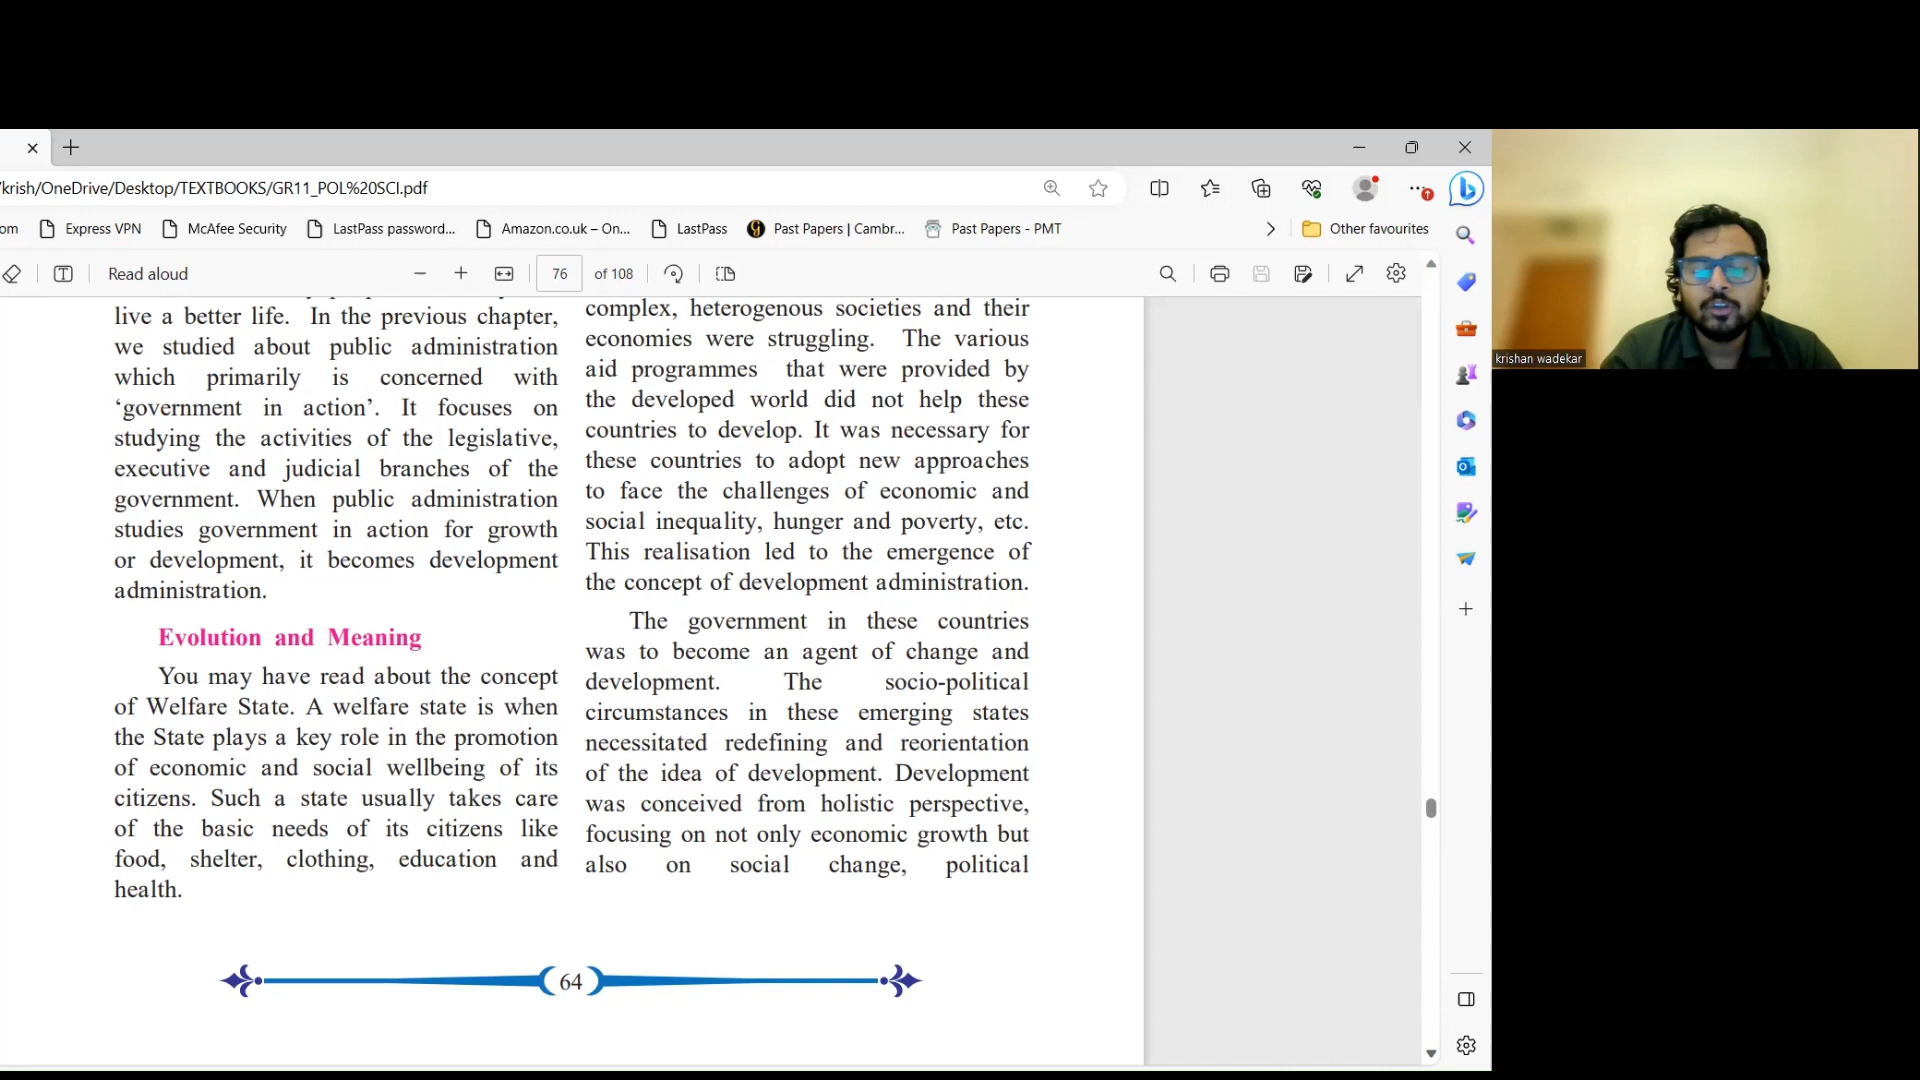 /krish/OneDrive/Desktop/TEXTBOOKS/GR11_POL%20SCI.pdf
om Express VPN McAfee Security LastPass password... Amazon.co.uk – On... LastPass Past Papers | Cambr... Past Papers - PMT Other favourites
Read aloud 76 of 108
live a better life. In the previous chapter,
we studied about public administration
which primarily is concerned with
‘government in action’. It focuses on
studying the activities of the legislative,
executive and judicial branches of the
government. When public administration
studies government in action for growth
or development, it becomes development
administration.
Evolution and Meaning
You may have read about the concept
of Welfare State. A welfare state is when
the State plays a key role in the promotion
of economic and social wellbeing of its
citizens. Such a state usually takes care
of the basic needs of its citizens like
food, shelter, clothing, education and
health.
complex, heterogenous societies and their
economies were struggling. The various
aid programmes that were provided by
the developed world did not help these
countries to develop. It was necessary for
these countries to adopt new approaches
to face the challenges of economic and
social inequality, hunger and poverty, etc.
This realisation led to the emergence of
the concept of development administration.
The government in these countries
was to become an agent of change and
development. The socio-political
circumstances in these emerging states
necessitated redefining and reorientation
of the idea of development. Development
was conceived from holistic perspective,
focusing on not only economic growth but
also on social change, political
64
krishan wadekar